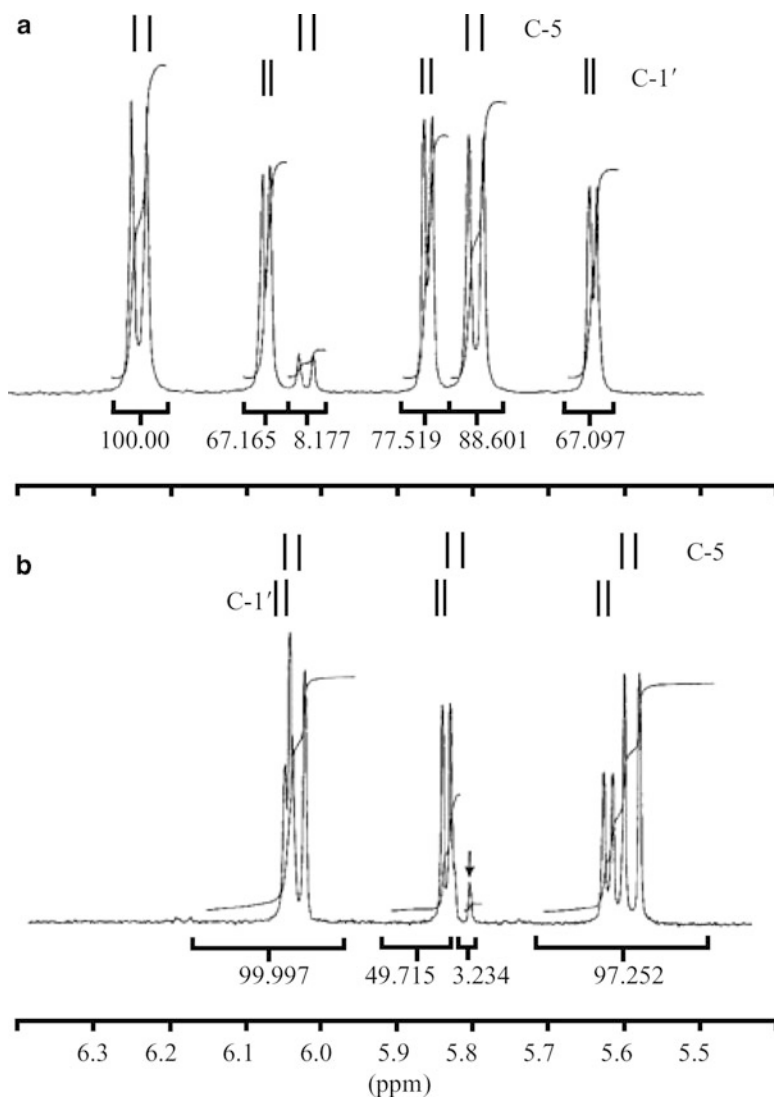 a
C-5
C-1′
100.00 67.165 8.177 77.519 88.601 67.097
b
C-5
C-1′
99.997 49.715 3.234 97.252
6.3 6.2 6.1 6.0 5.9 5.8 5.7 5.6 5.5
(ppm)